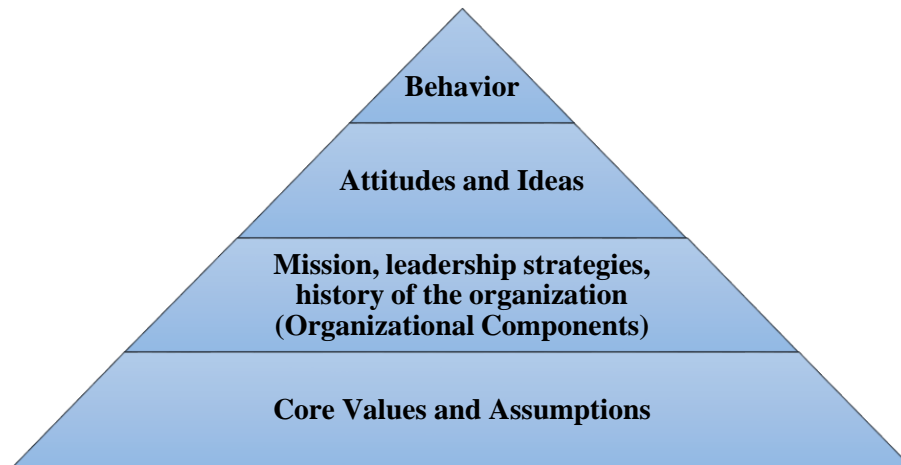 Behavior
Attitudes and Ideas
Mission, leadership strategies,
history of the organization
(Organizational Components)
Core Values and Assumptions